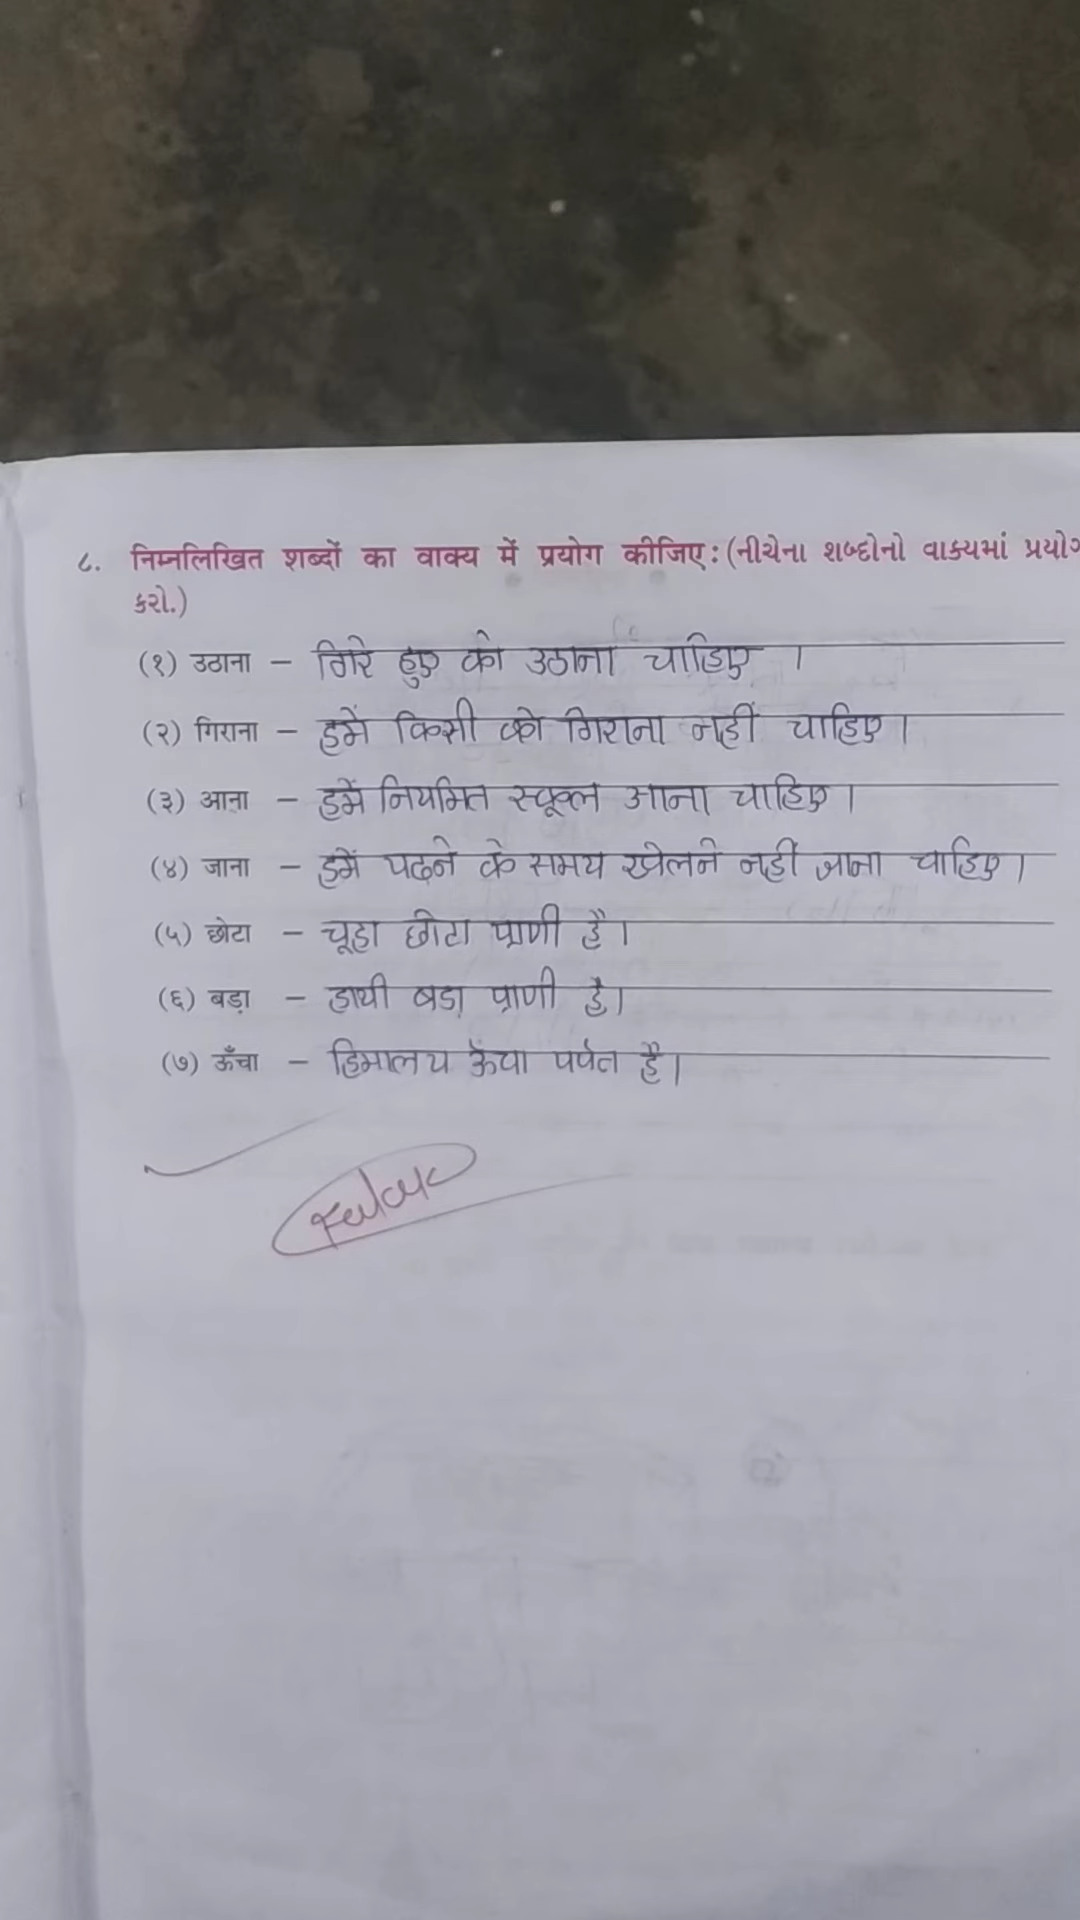 ८. निम्नलिखित शब्दों का वाक्य में प्रयोग कीजिए: (નીચેના શબ્દોનો વાક્યમાં પ્રયોગ
કરો.)
(१) उठाना – गिरे हुए को उठाना चाहिए ।
(२) गिराना – हमें किसी को गिराना नहीं चाहिए ।
(३) आना – हमें नियमित स्कूल आना चाहिए ।
(४) जाना – हमें पढने के समय खेलने नहीं जाना चाहिए ।
(५) छोटा – चूहा छोटा प्राणी है ।
(६) बड़ा – हाथी बड़ा प्राणी है ।
(७) ऊँचा – हिमालय ऊँचा पर्वत है ।